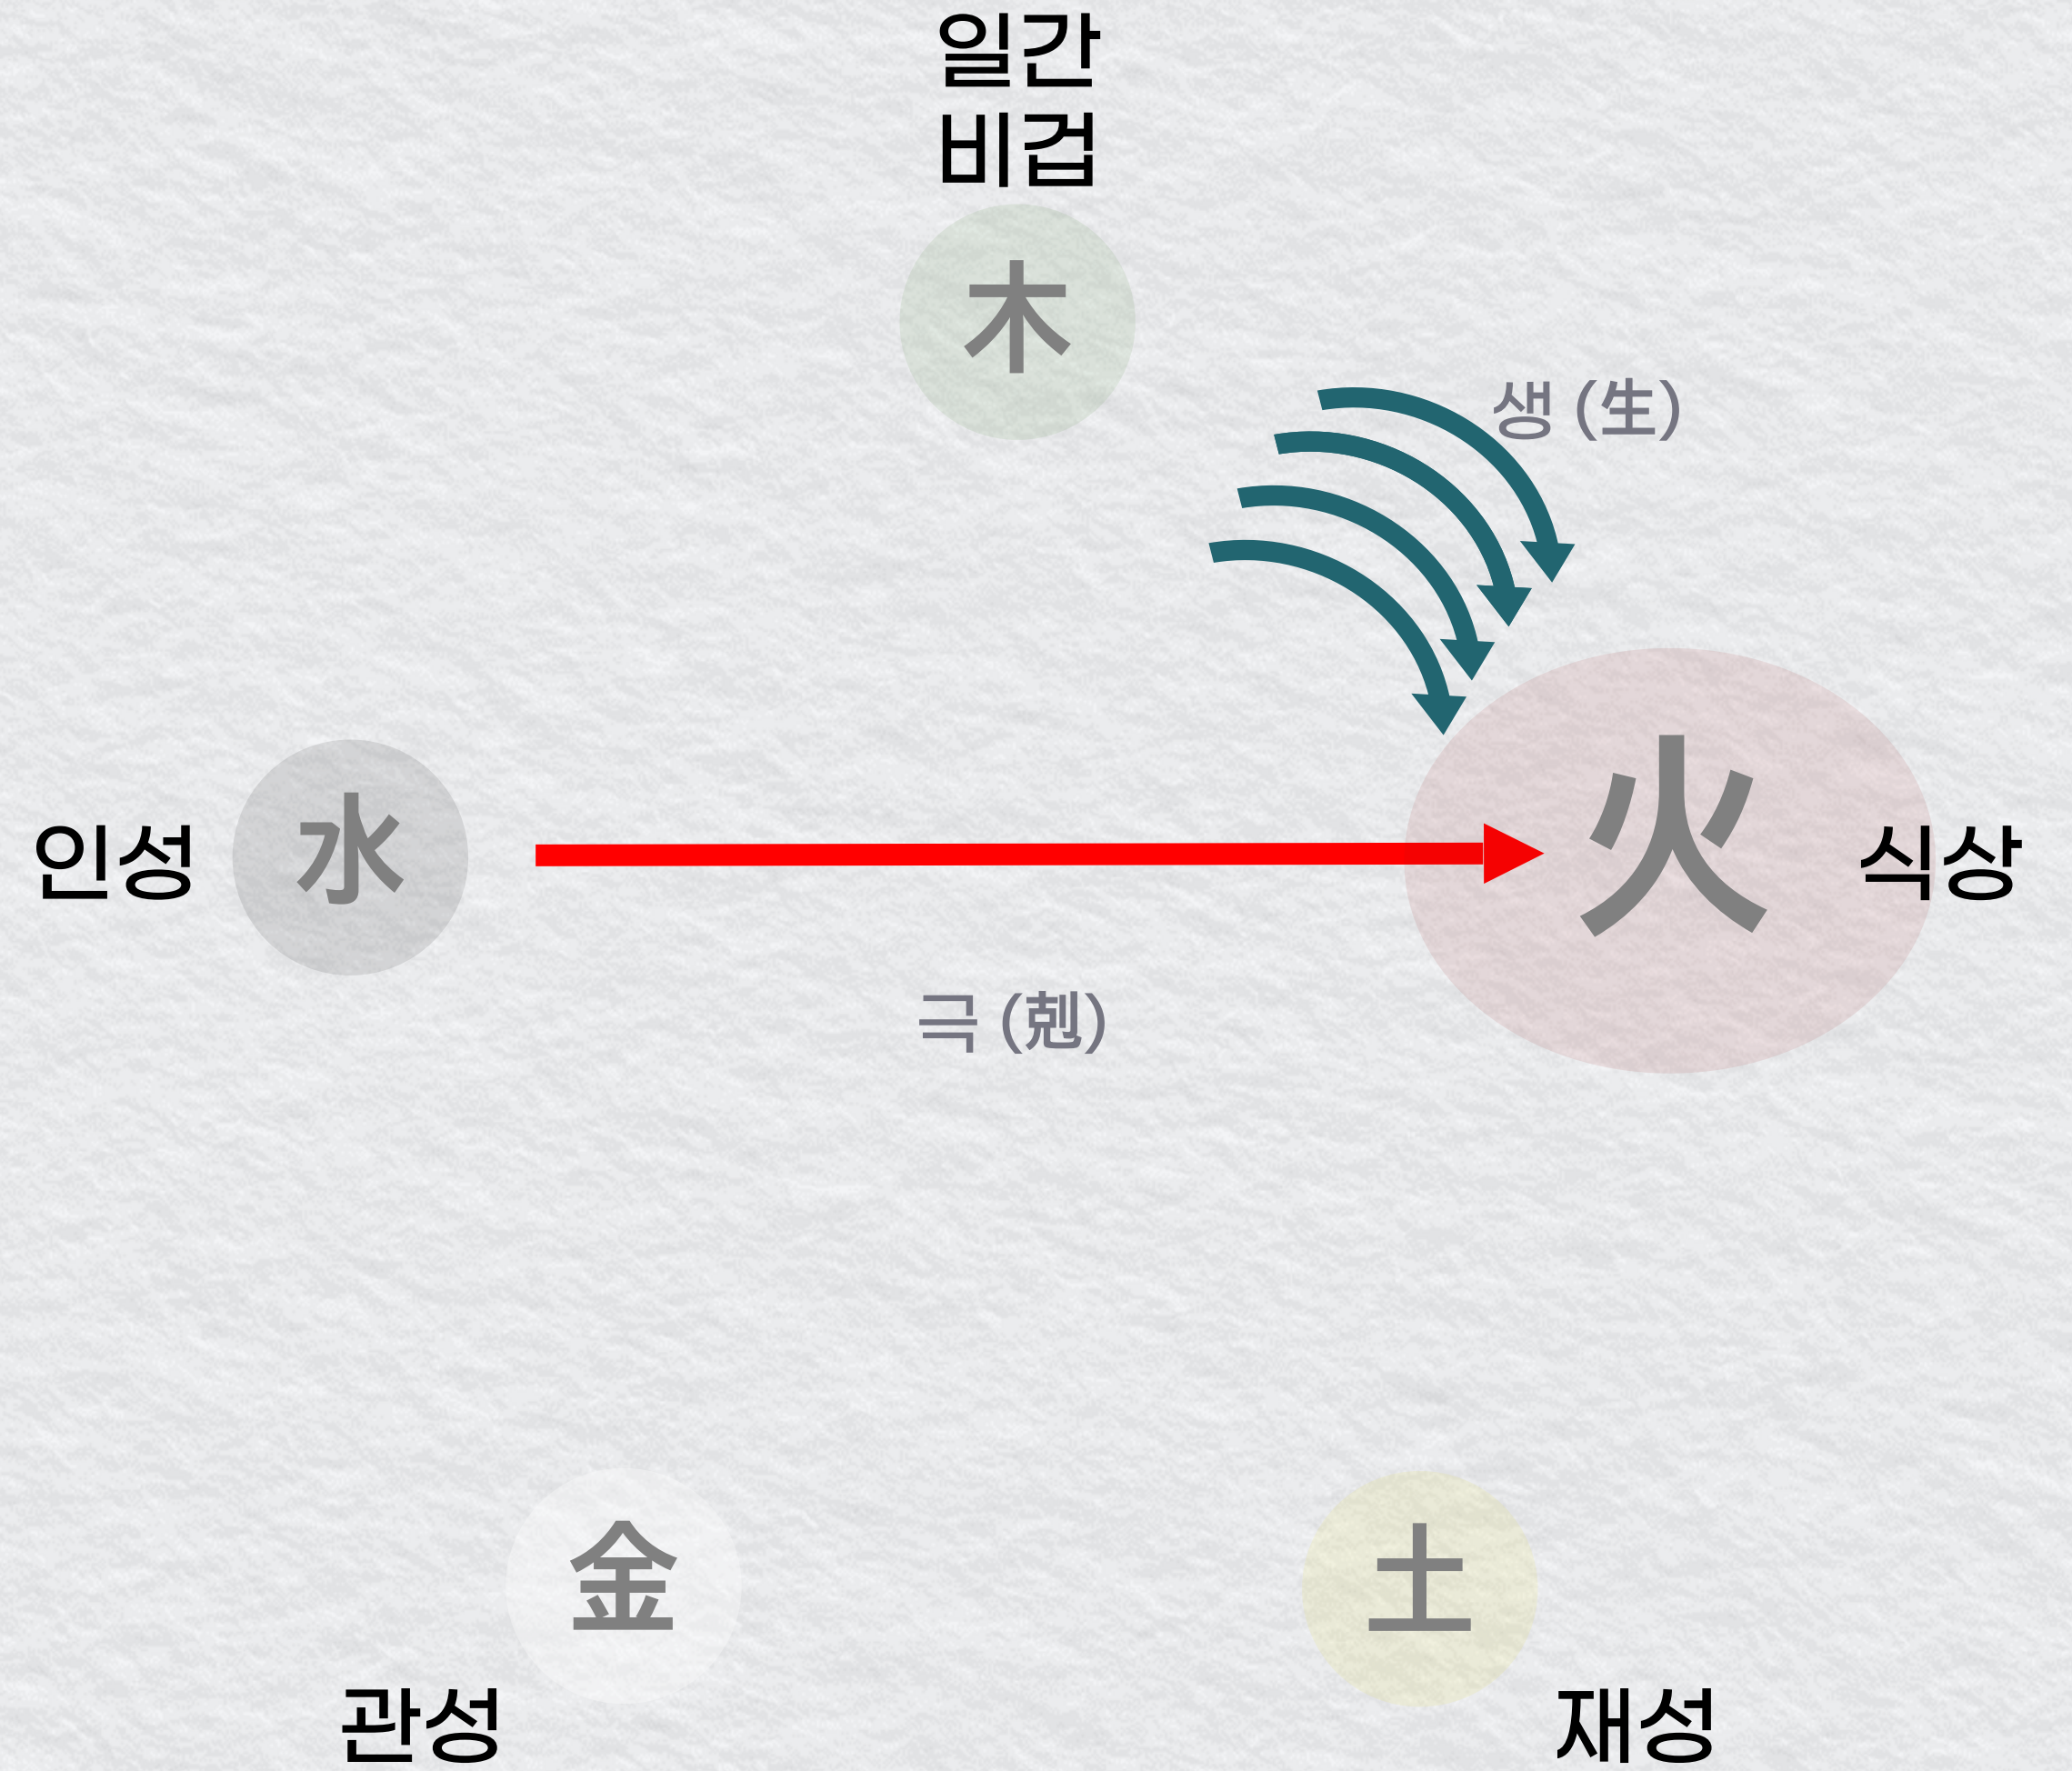 일간
비겁
木
생 (生)
인성
水
火
식상
극 (剋)
金
土
관성
재성